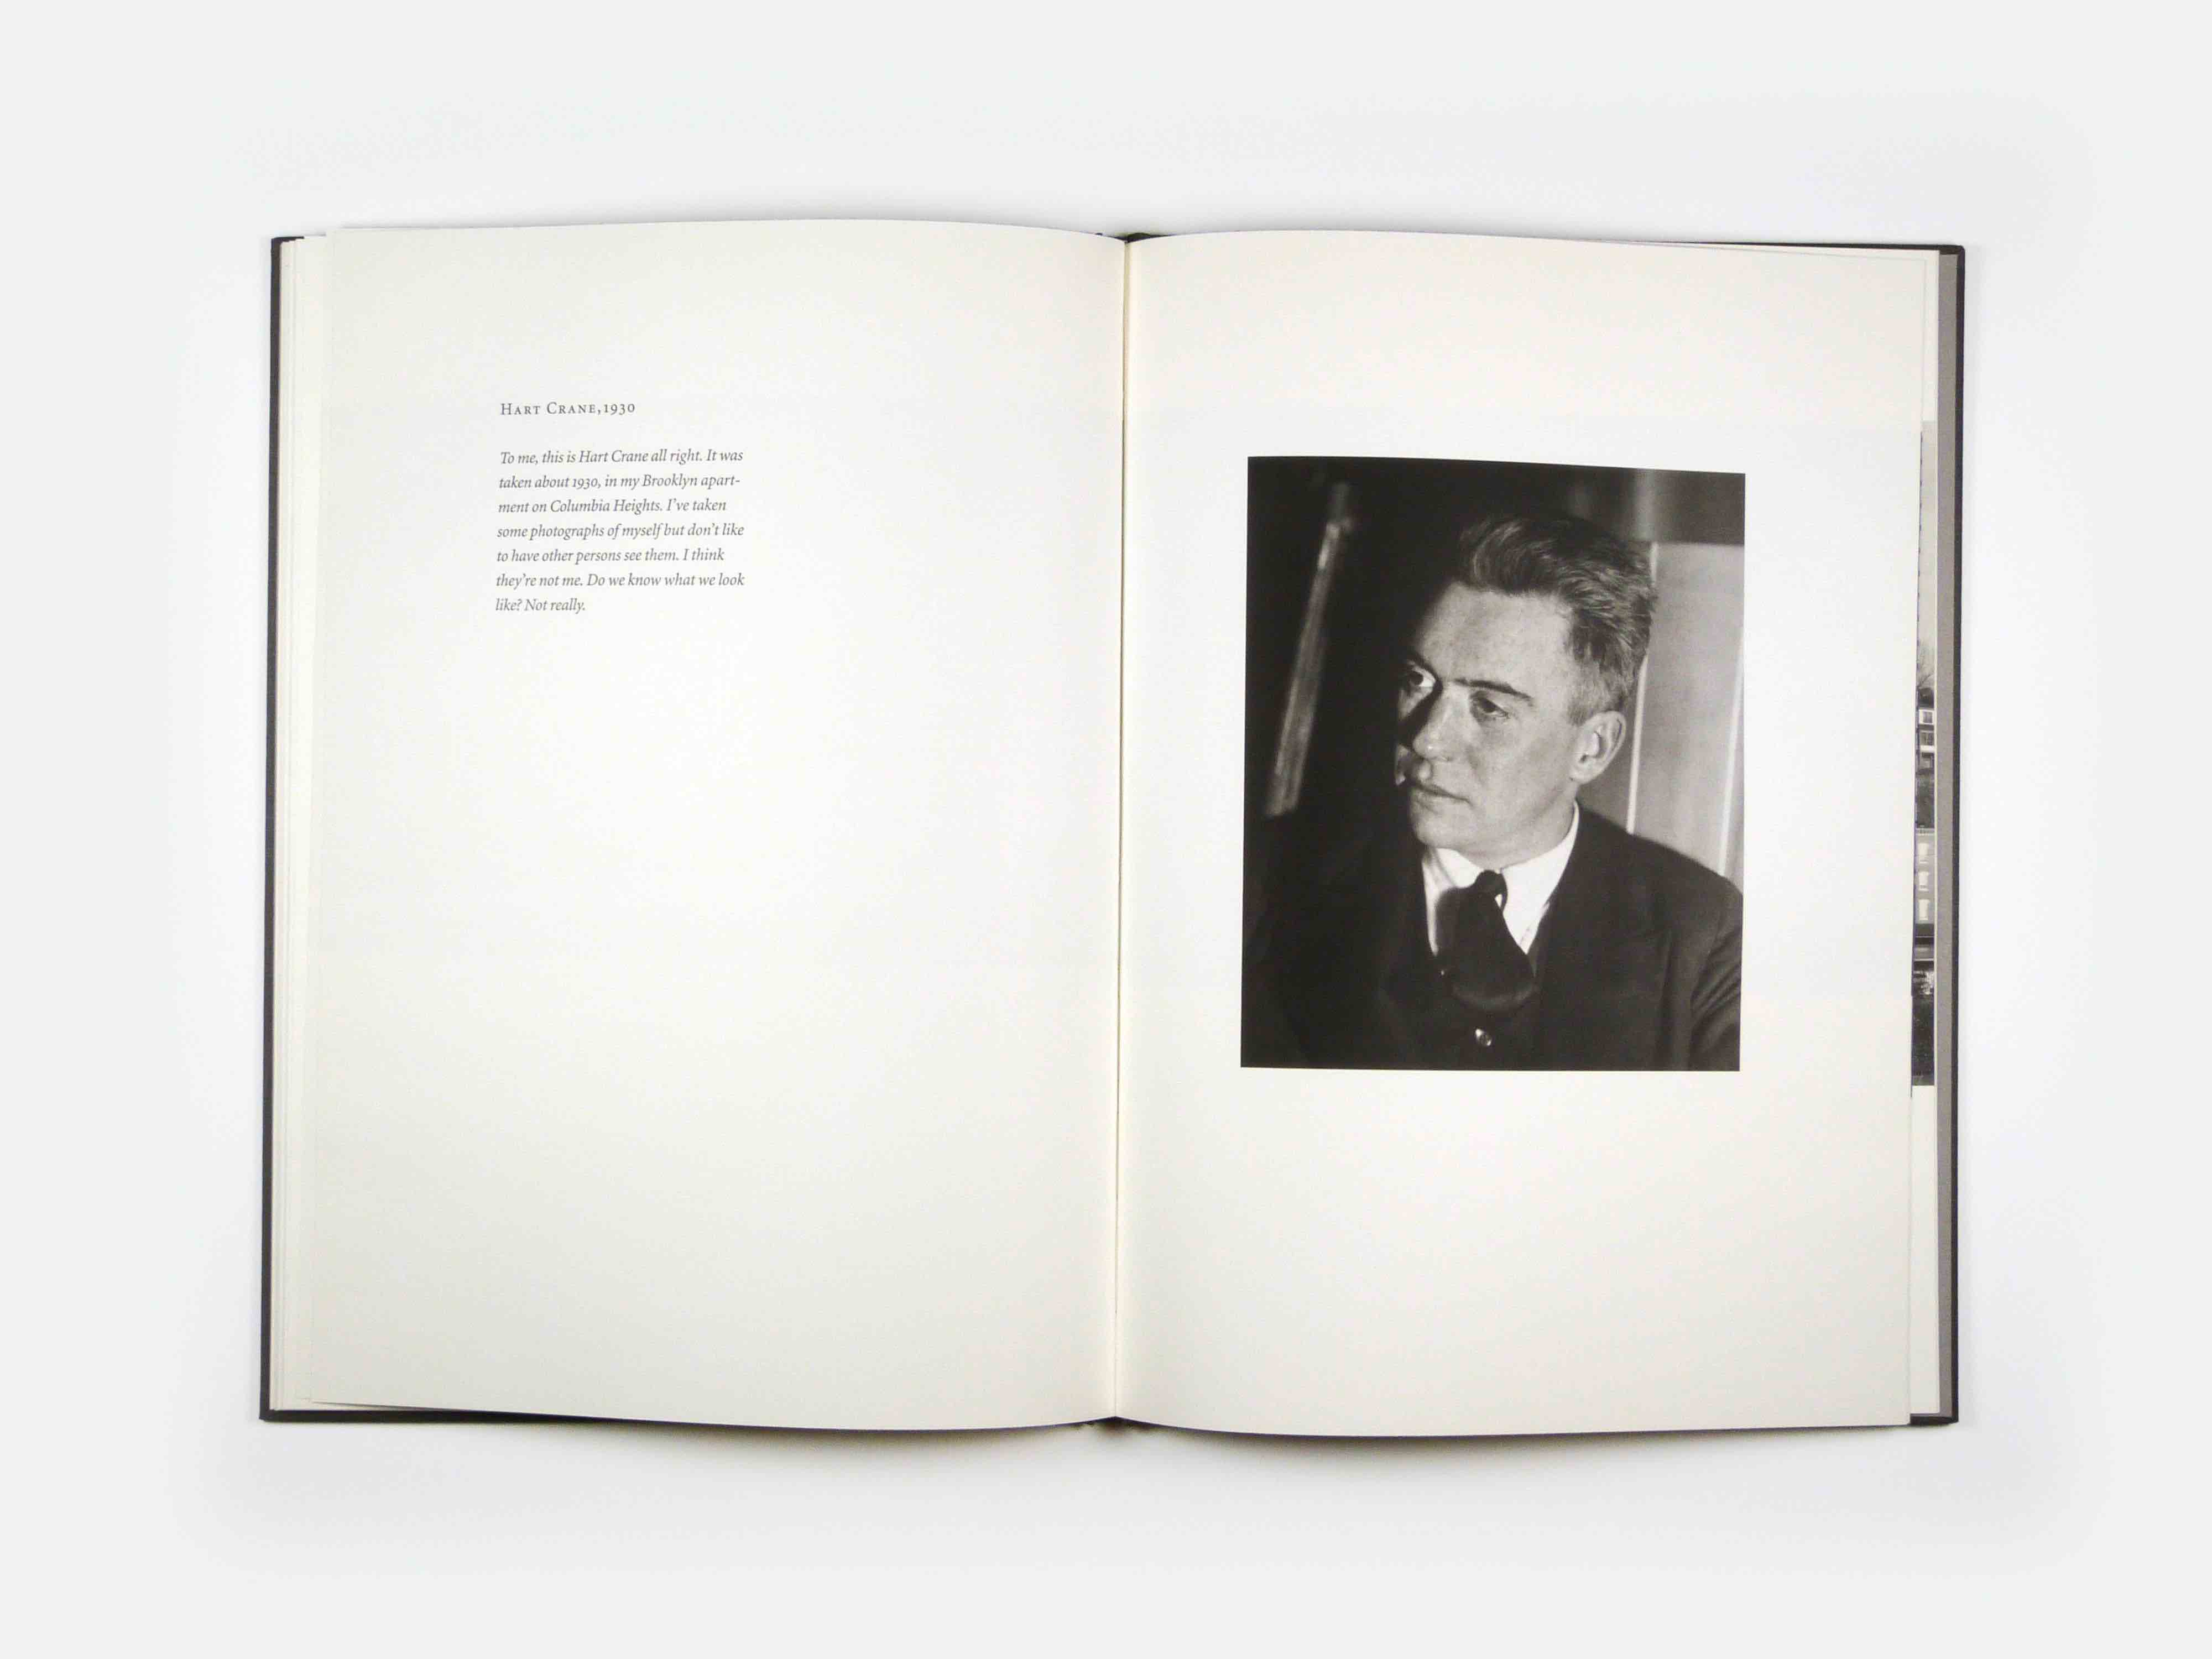 HART CRANE, 1930
To me, this is Hart Crane all right. It was
taken about 1930, in my Brooklyn apart-
ment on Columbia Heights. I've taken
some photographs of myself but don't like
to have other persons see them. I think
they're not me. Do we know what we look
like? Not really.